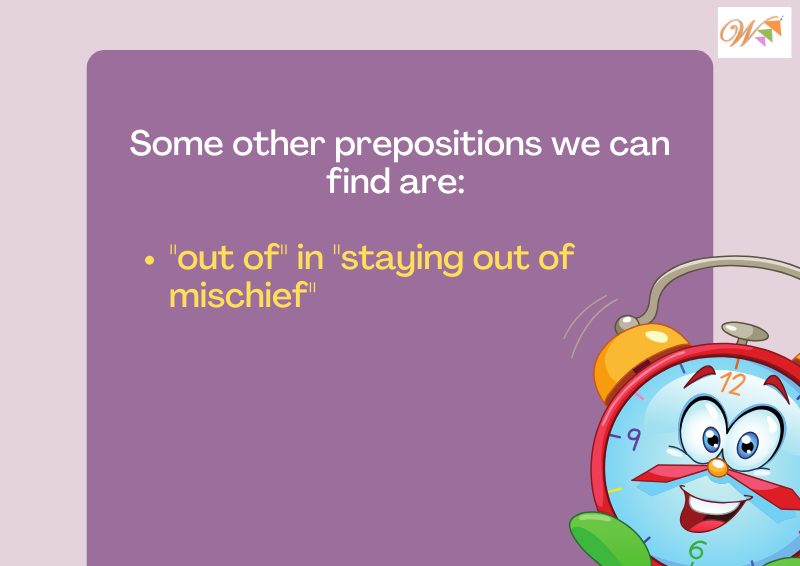 W
Some other prepositions we can
find are:
• "out of" in "staying out of
mischief"
12
9
6